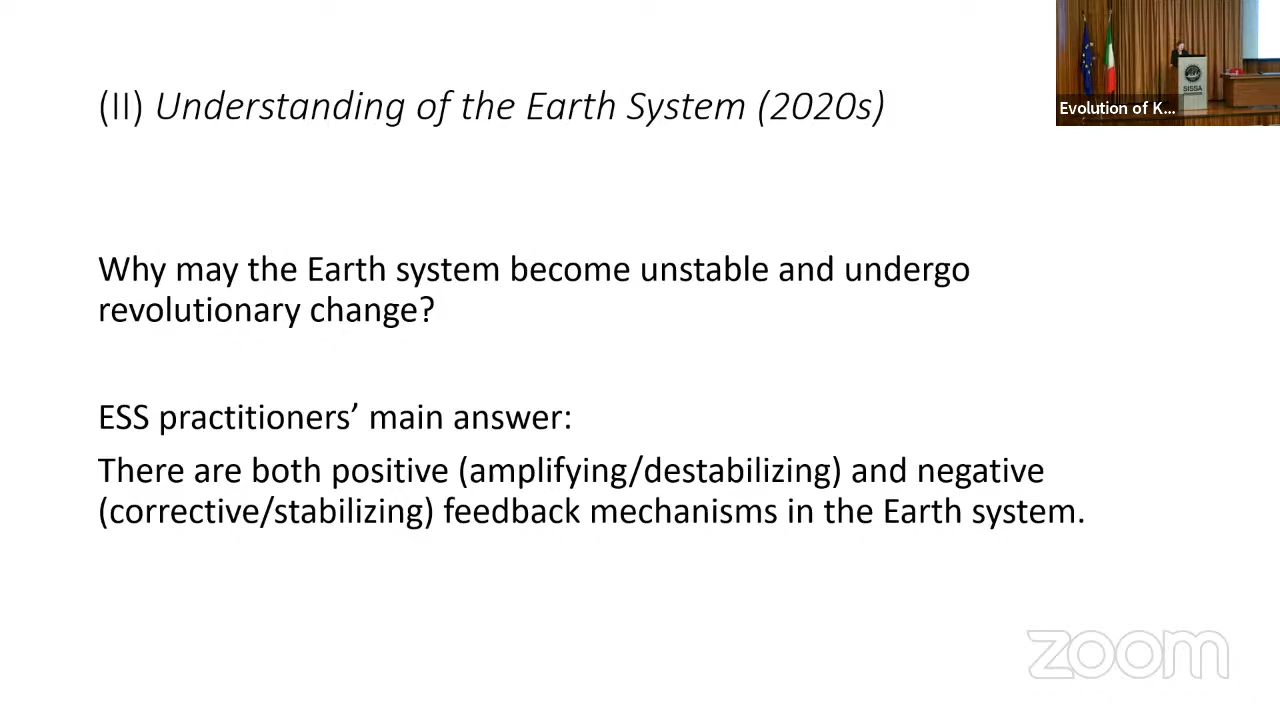 (II) Understanding of the Earth System (2020s)
Evolution of K...
SISSA
Why may the Earth system become unstable and undergo
revolutionary change?
ESS practitioners’ main answer:
There are both positive (amplifying/destabilizing) and negative
(corrective/stabilizing) feedback mechanisms in the Earth system.
zoom